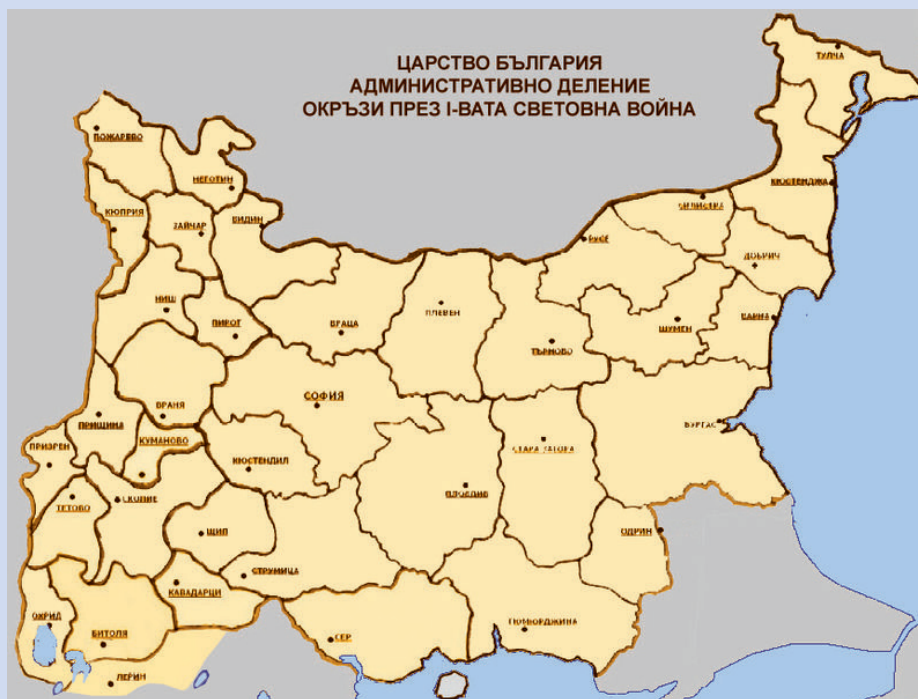 ЦАРСТВО БЪЛГАРИЯ
АДМИНИСТРАТИВНО ДЕЛЕНИЕ
ОКРЪЗИ ПРЕЗ I-ВАТА СВЕТОВНА ВОЙНА
ТУЛЧА
ПОЖАРЕВО
НЕГОТИН
КЮСТЕНДЖА
КЮПРИЯ
ЗАЙЧАР
ВИДИН
СИЛИСТРА
РУСЕ
ДОБРИЧ
НИШ
ПИРОТ
ВРАЦА
ПЛЕВЕН
ШУМЕН
ВАРНА
ТЪРНОВО
СОФИЯ
ВРАНЯ
ПРИЩИНА
КУМАНОВО
БУРГАС
ПРИЗРЕН
КЮСТЕНДИЛ
СТАРА ЗАГОРА
ТЕТОВО
СКОПИЕ
ПЛОВДИВ
ЩИП
ОДРИН
СТРУМИЦА
КАВАДАРЦИ
ОХРИД
БИТОЛЯ
СЕР
ГЮМЮРДЖИНА
ЛЕРИН